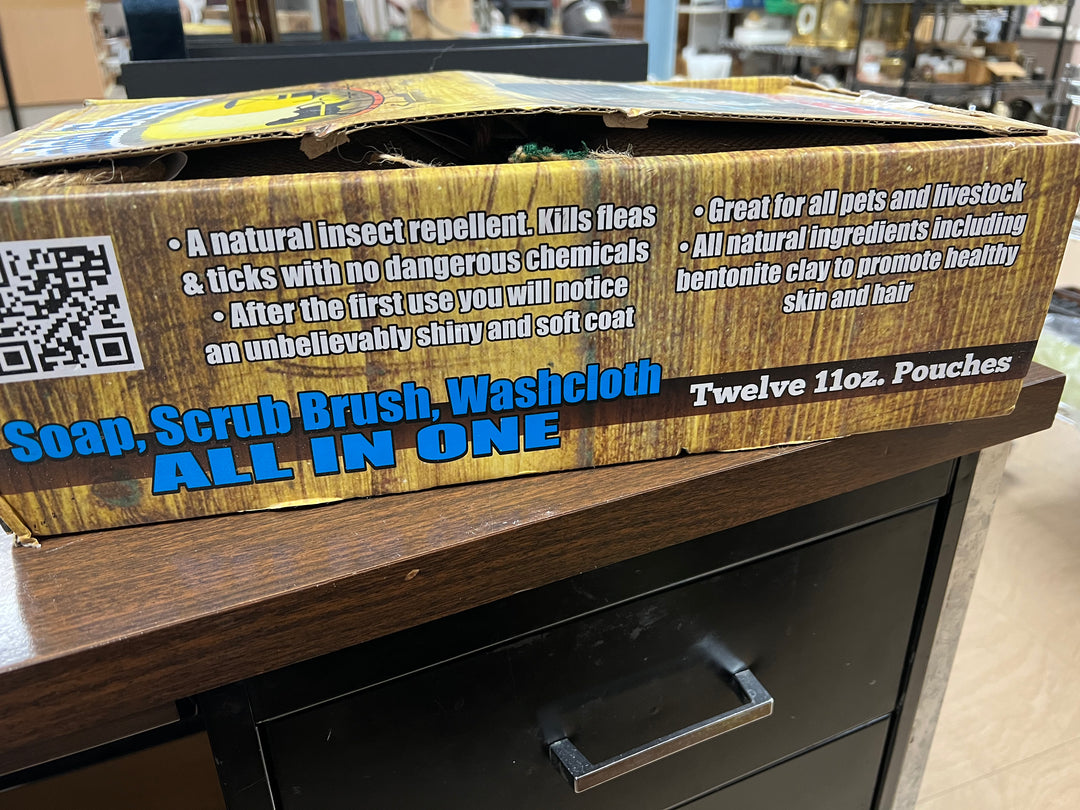 • A natural insect repellent. Kills fleas
& ticks with no dangerous chemicals
• After the first use you will notice
an unbelievably shiny and soft coat
• Great for all pets and livestock
• All natural ingredients including
bentonite clay to promote healthy
skin and hair
Soap, Scrub Brush, Washcloth
ALL IN ONE
Twelve 11oz. Pouches